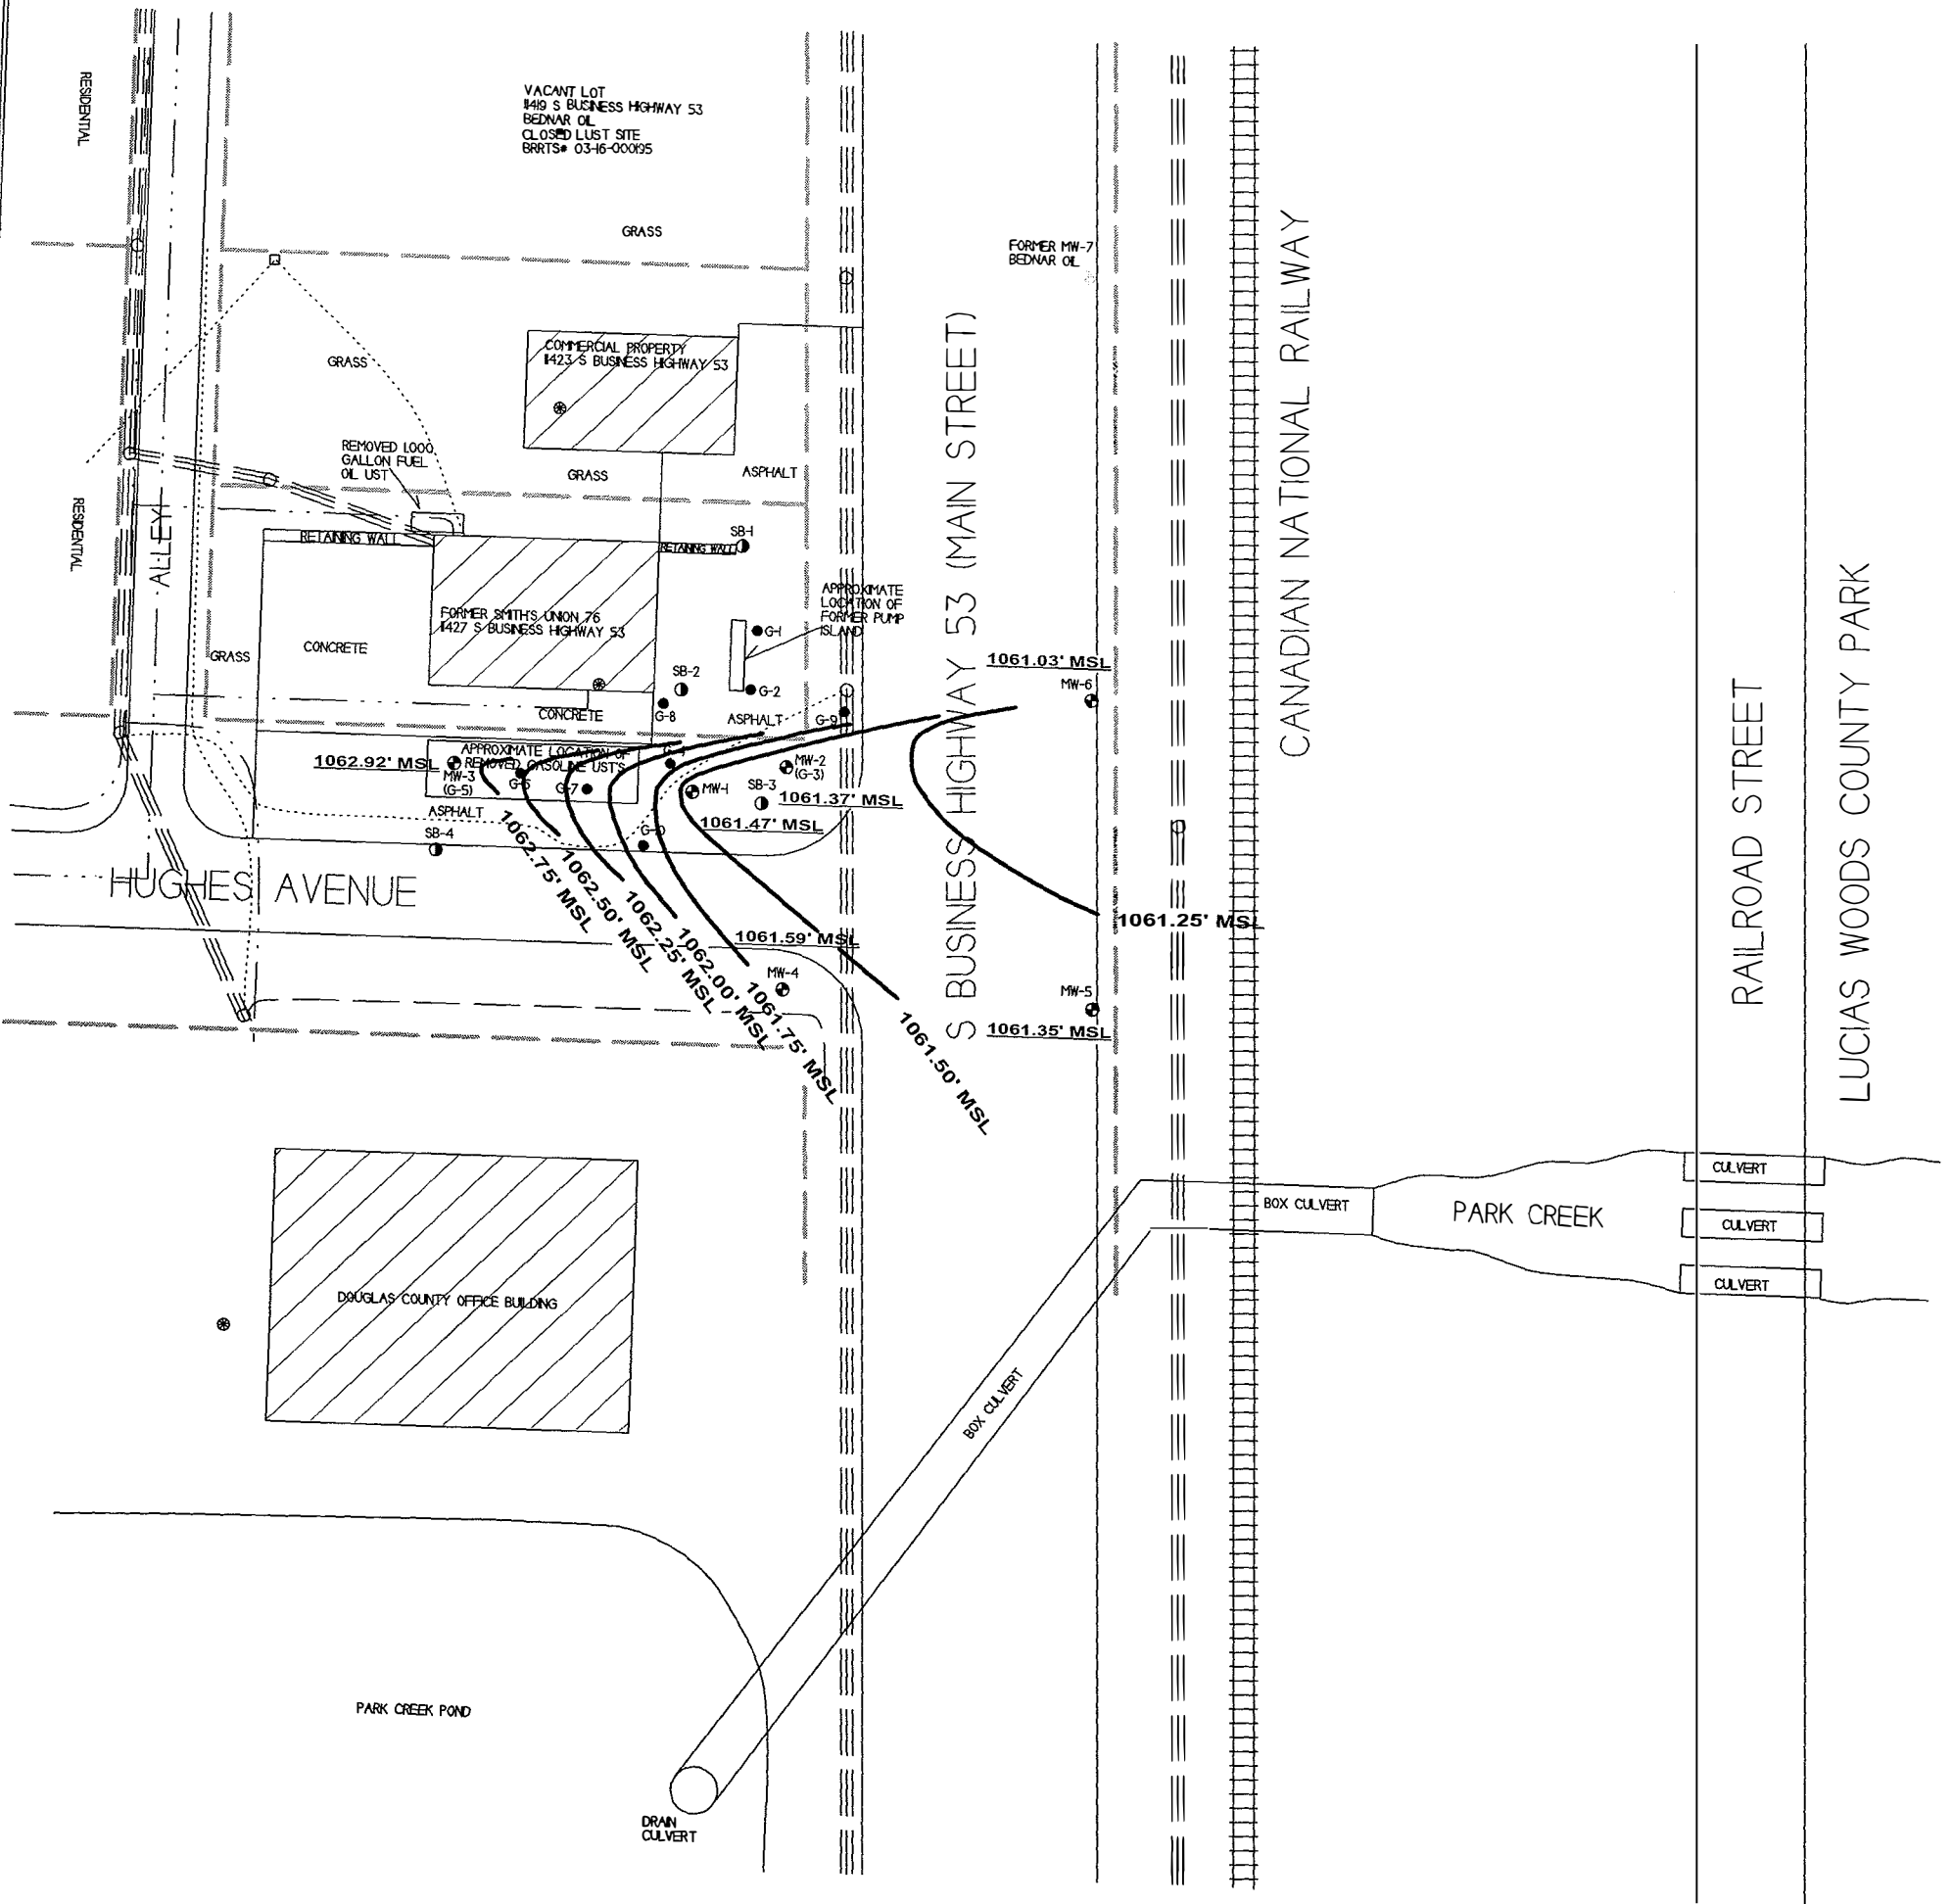 RESIDENTIAL
VACANT LOT
11419 S BUSINESS HIGHWAY 53
BEDNAR OIL
CLOSED LUST SITE
BRRTS# 03-16-000195
GRASS
FORMER MW-7
BEDNAR OIL
CANADIAN NATIONAL RAILWAY
S BUSINESS HIGHWAY 53 (MAIN STREET)
COMMERCIAL PROPERTY
11423 S BUSINESS HIGHWAY 53
GRASS
REMOVED 1,000
GALLON FUEL
OIL UST
GRASS
ASPHALT
RESIDENTIAL
ALLEY
RETAINING WALL
RETAINING WALL
SB-1
APPROXIMATE
LOCATION OF
FORMER PUMP
ISLAND
FORMER SMITH'S UNION 76
11427 S BUSINESS HIGHWAY 53
G-1
GRASS
CONCRETE
SB-2
G-2
1061.03' MSL
MW-6
G-8
CONCRETE
ASPHALT
G-9
APPROXIMATE LOCATION OF
REMOVED GASOLINE UST'S
1062.92' MSL
MW-3
(G-5)
G-6
G-7
MW-1
MW-2
(G-3)
SB-3
1061.37' MSL
1061.47' MSL
ASPHALT
SB-4
HUGHES AVENUE
1062.75' MSL
1062.50' MSL
1062.25' MSL
1062.00' MSL
1061.75' MSL
1061.50' MSL
1061.25' MSL
1061.59' MSL
MW-4
MW-5
1061.35' MSL
RAILROAD STREET
LUCIAS WOODS COUNTY PARK
CULVERT
BOX CULVERT
PARK CREEK
CULVERT
CULVERT
DOUGLAS COUNTY OFFICE BUILDING
BOX CULVERT
PARK CREEK POND
DRAIN
CULVERT